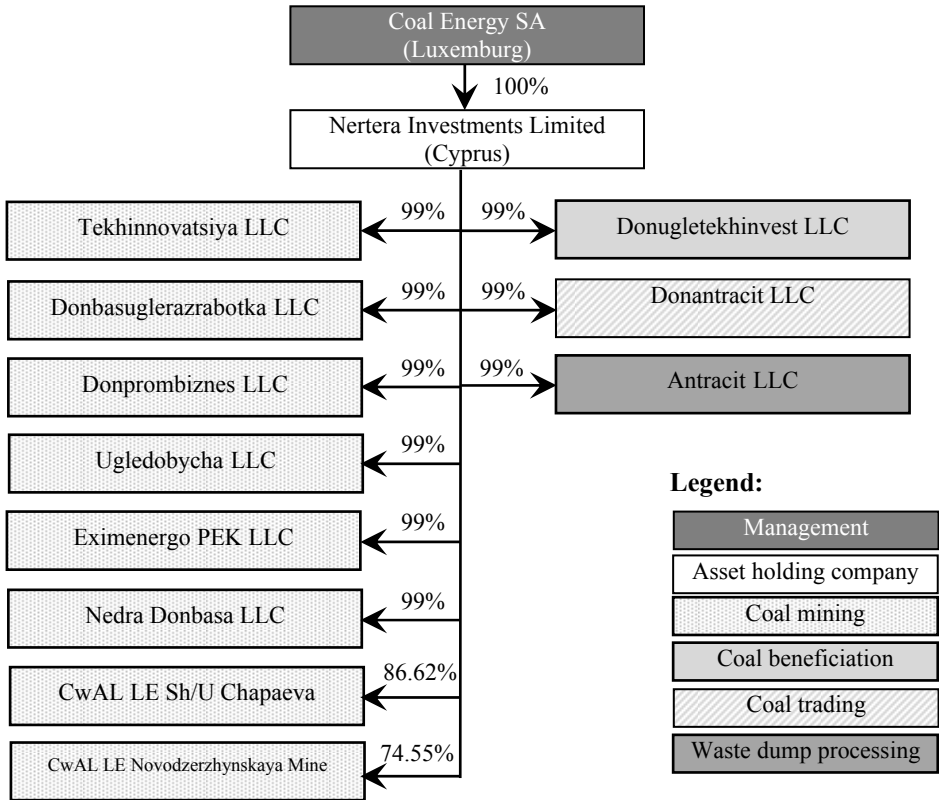 Coal Energy SA
(Luxemburg)
100%
Nertera Investments Limited
(Cyprus)
Tekhinnovatsiya LLC
99%
99%
Donugletekhinvest LLC
Donbasuglerazrabotka LLC
99%
99%
Donantracit LLC
Donprombiznes LLC
99%
99%
Antracit LLC
Ugledobycha LLC
99%
Eximenergo PEK LLC
99%
Nedra Donbasa LLC
99%
CwAL LE Sh/U Chapaeva
86.62%
CwAL LE Novodzerzhynskaya Mine
74.55%
Legend:
Management
Asset holding company
Coal mining
Coal beneficiation
Coal trading
Waste dump processing